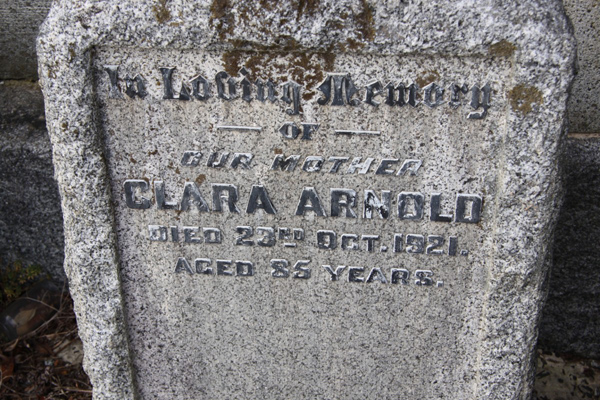 In Loving Memory
OF
OUR MOTHER
CLARA ARNOLD
DIED 23RD OCT. 1921.
AGED 85 YEARS.